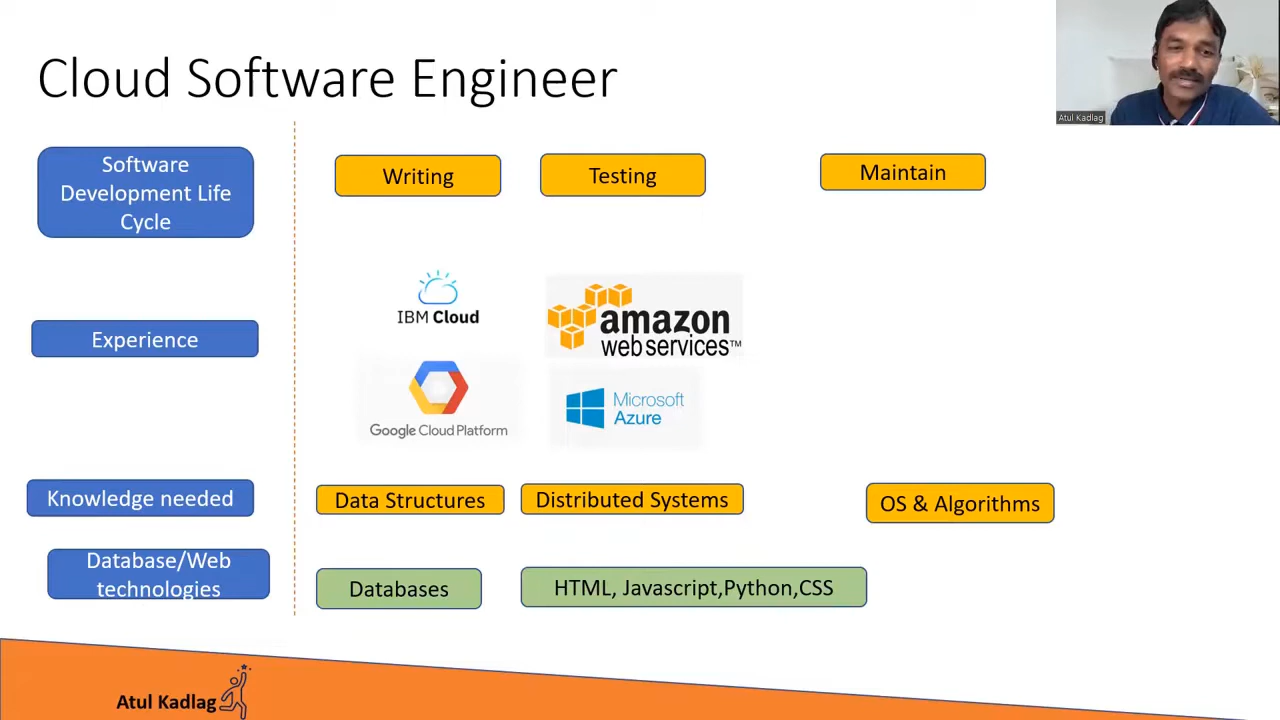 Cloud Software Engineer
Atul Kadlag
Software
Development Life
Cycle
Writing
Testing
Maintain
Experience
IBM Cloud
amazon
webservices™
Google Cloud Platform
Microsoft
Azure
Knowledge needed
Data Structures
Distributed Systems
OS & Algorithms
Database/Web
technologies
Databases
HTML, Javascript,Python,CSS
Atul Kadlag